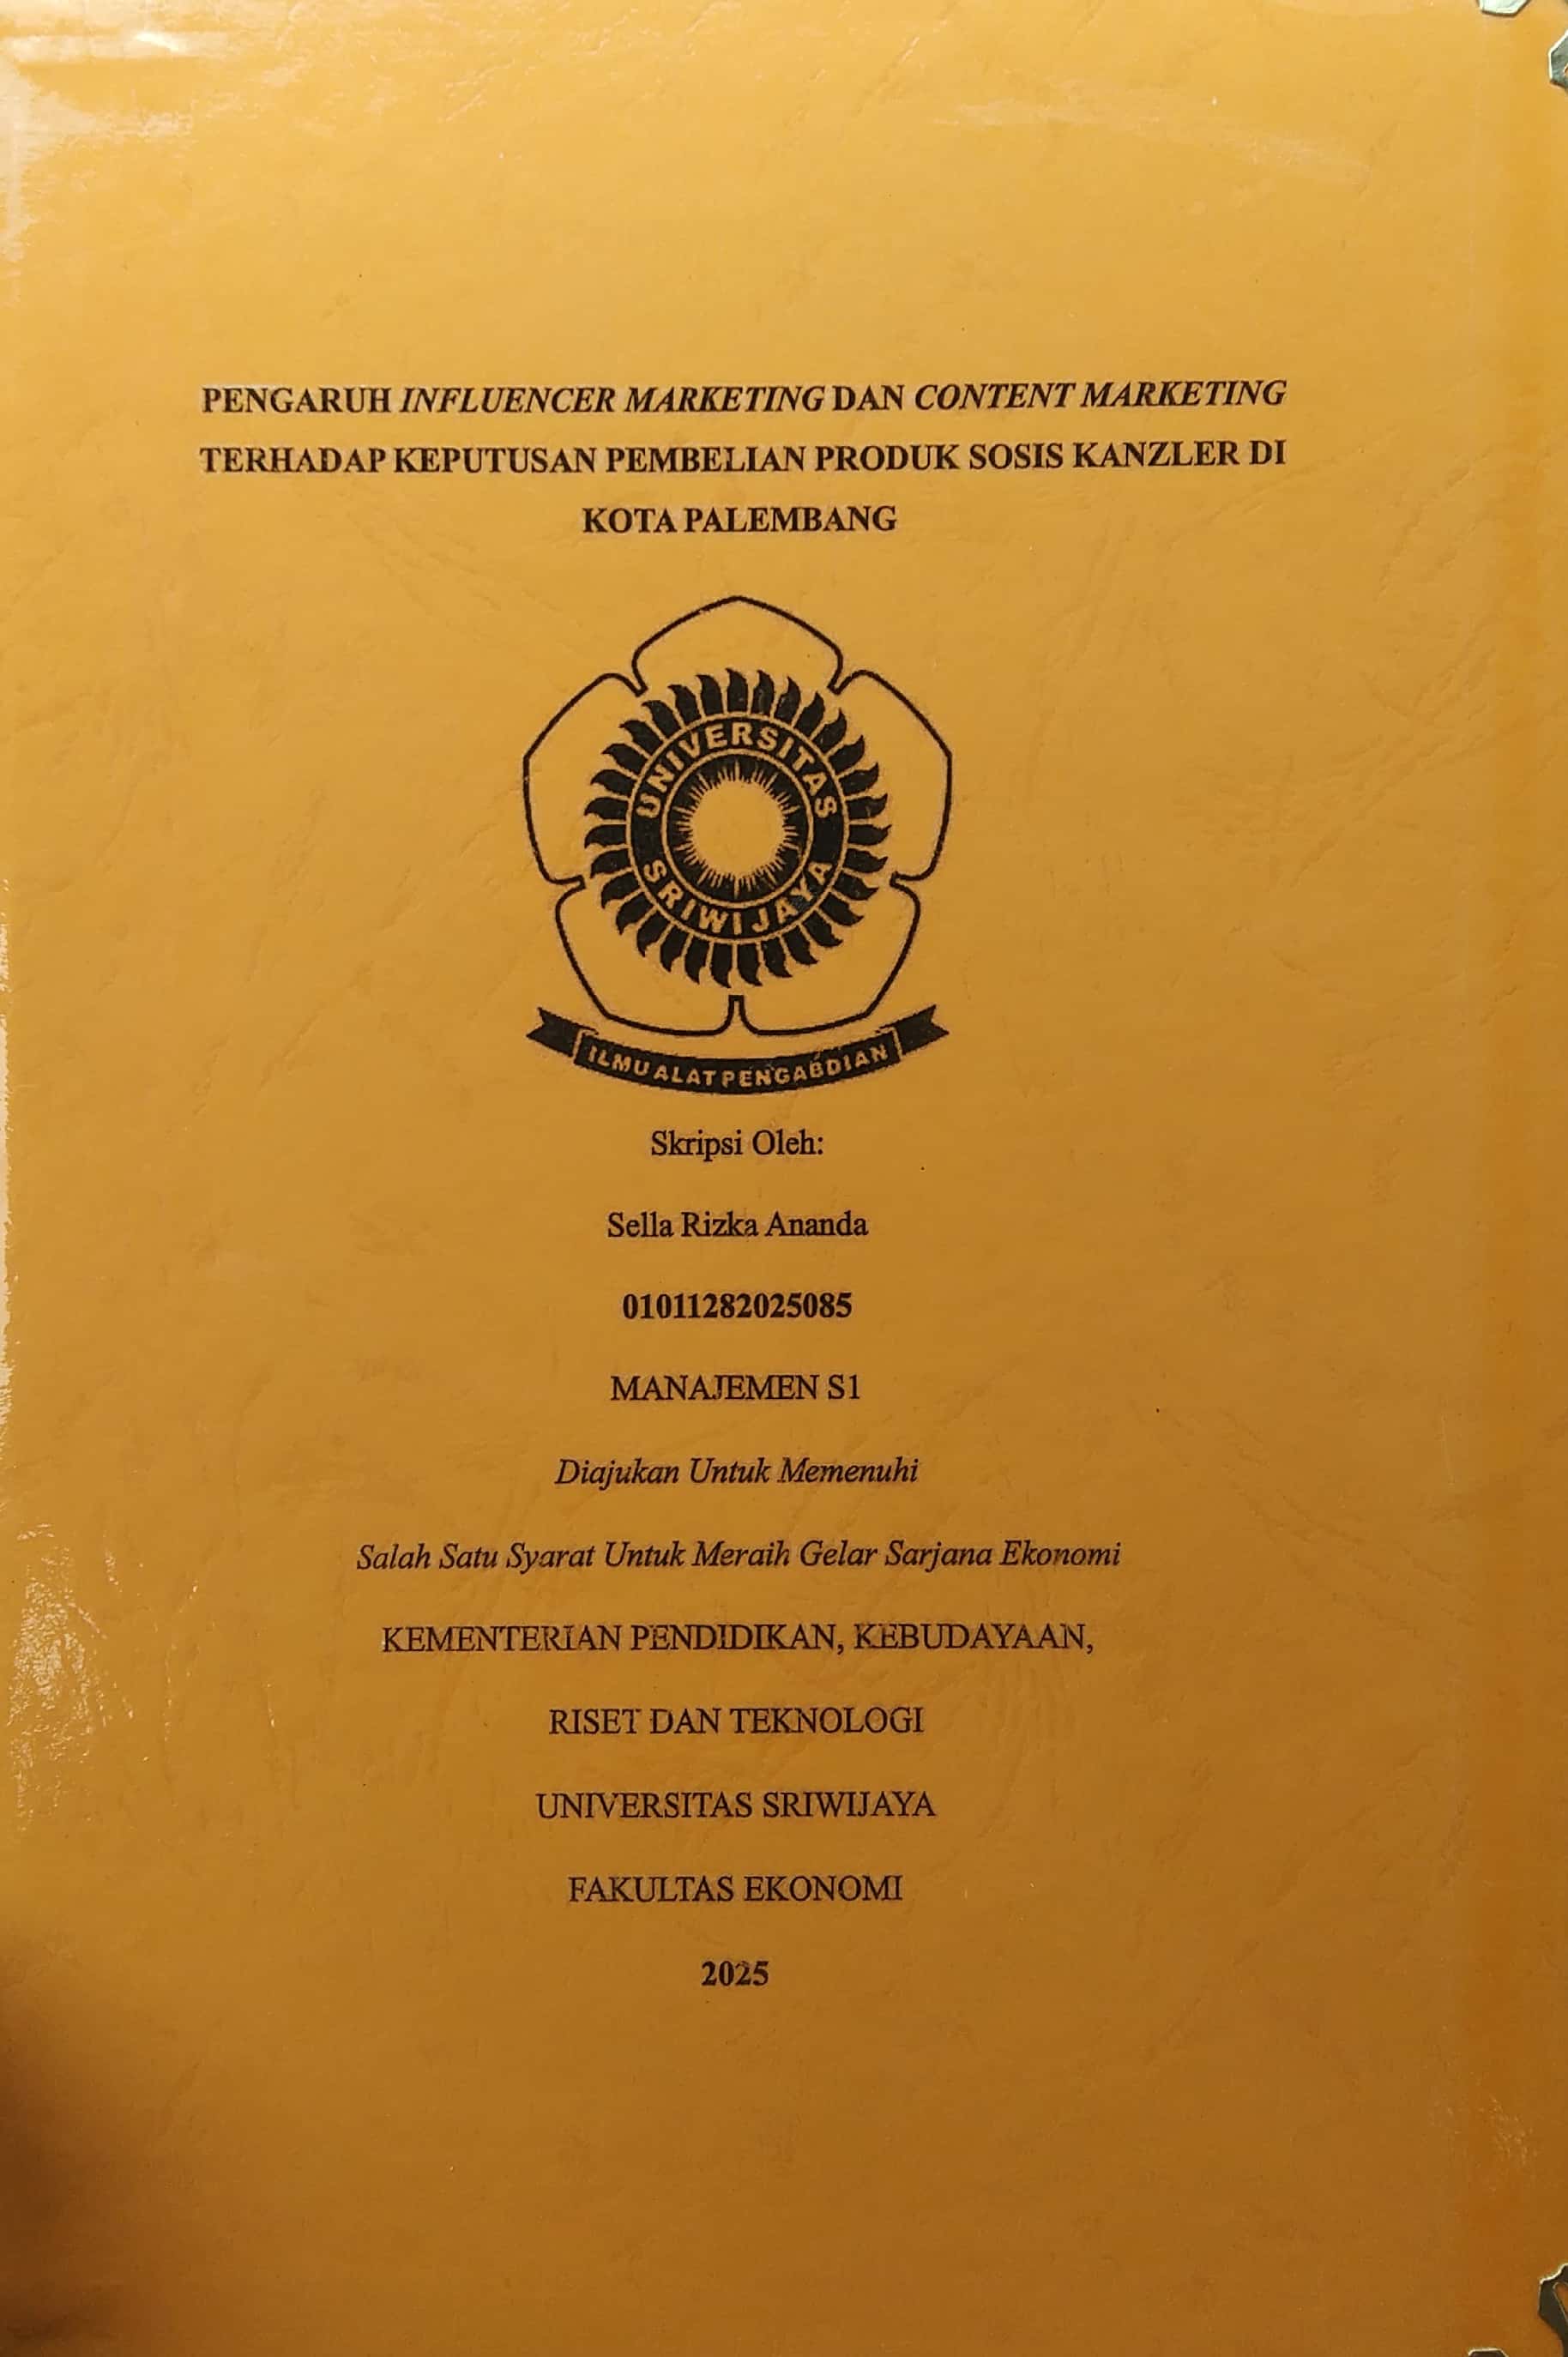 PENGARUH INFLUENCER MARKETING DAN CONTENT MARKETING
TERHADAP KEPUTUSAN PEMBELIAN PRODUK SOSIS KANZLER DI
KOTA PALEMBANG
UNIVERSITAS
SRIWIJAYA
ILMU ALAT PENGABDIAN
Skripsi Oleh:
Sella Rizka Ananda
01011282025085
MANAJEMEN S1
Diajukan Untuk Memenuhi
Salah Satu Syarat Untuk Meraih Gelar Sarjana Ekonomi
KEMENTERIAN PENDIDIKAN, KEBUDAYAAN,
RISET DAN TEKNOLOGI
UNIVERSITAS SRIWIJAYA
FAKULTAS EKONOMI
2025